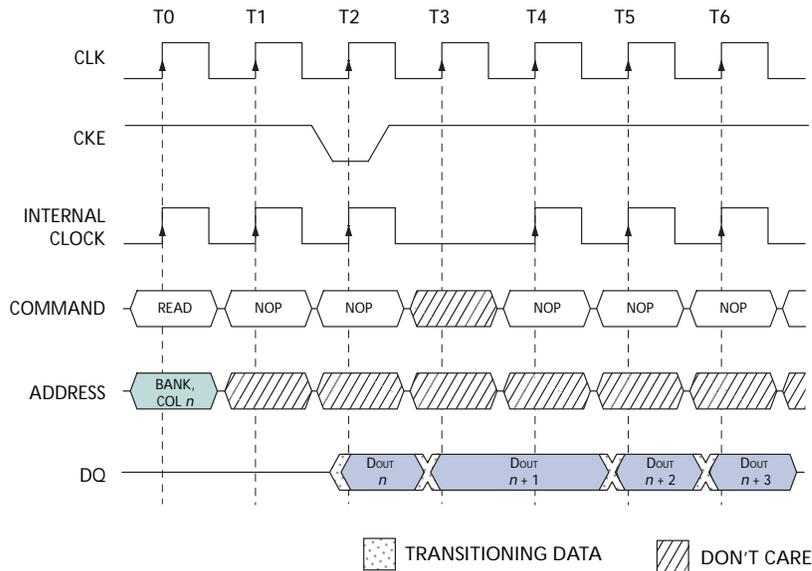 T0 T1 T2 T3 T4 T5 T6
CLK
CKE
INTERNAL
CLOCK
COMMAND READ NOP NOP NOP NOP NOP
ADDRESS BANK,
COL n
DQ DOUT DOUT DOUT DOUT
n n + 1 n + 2 n + 3
TRANSITIONING DATA DON'T CARE